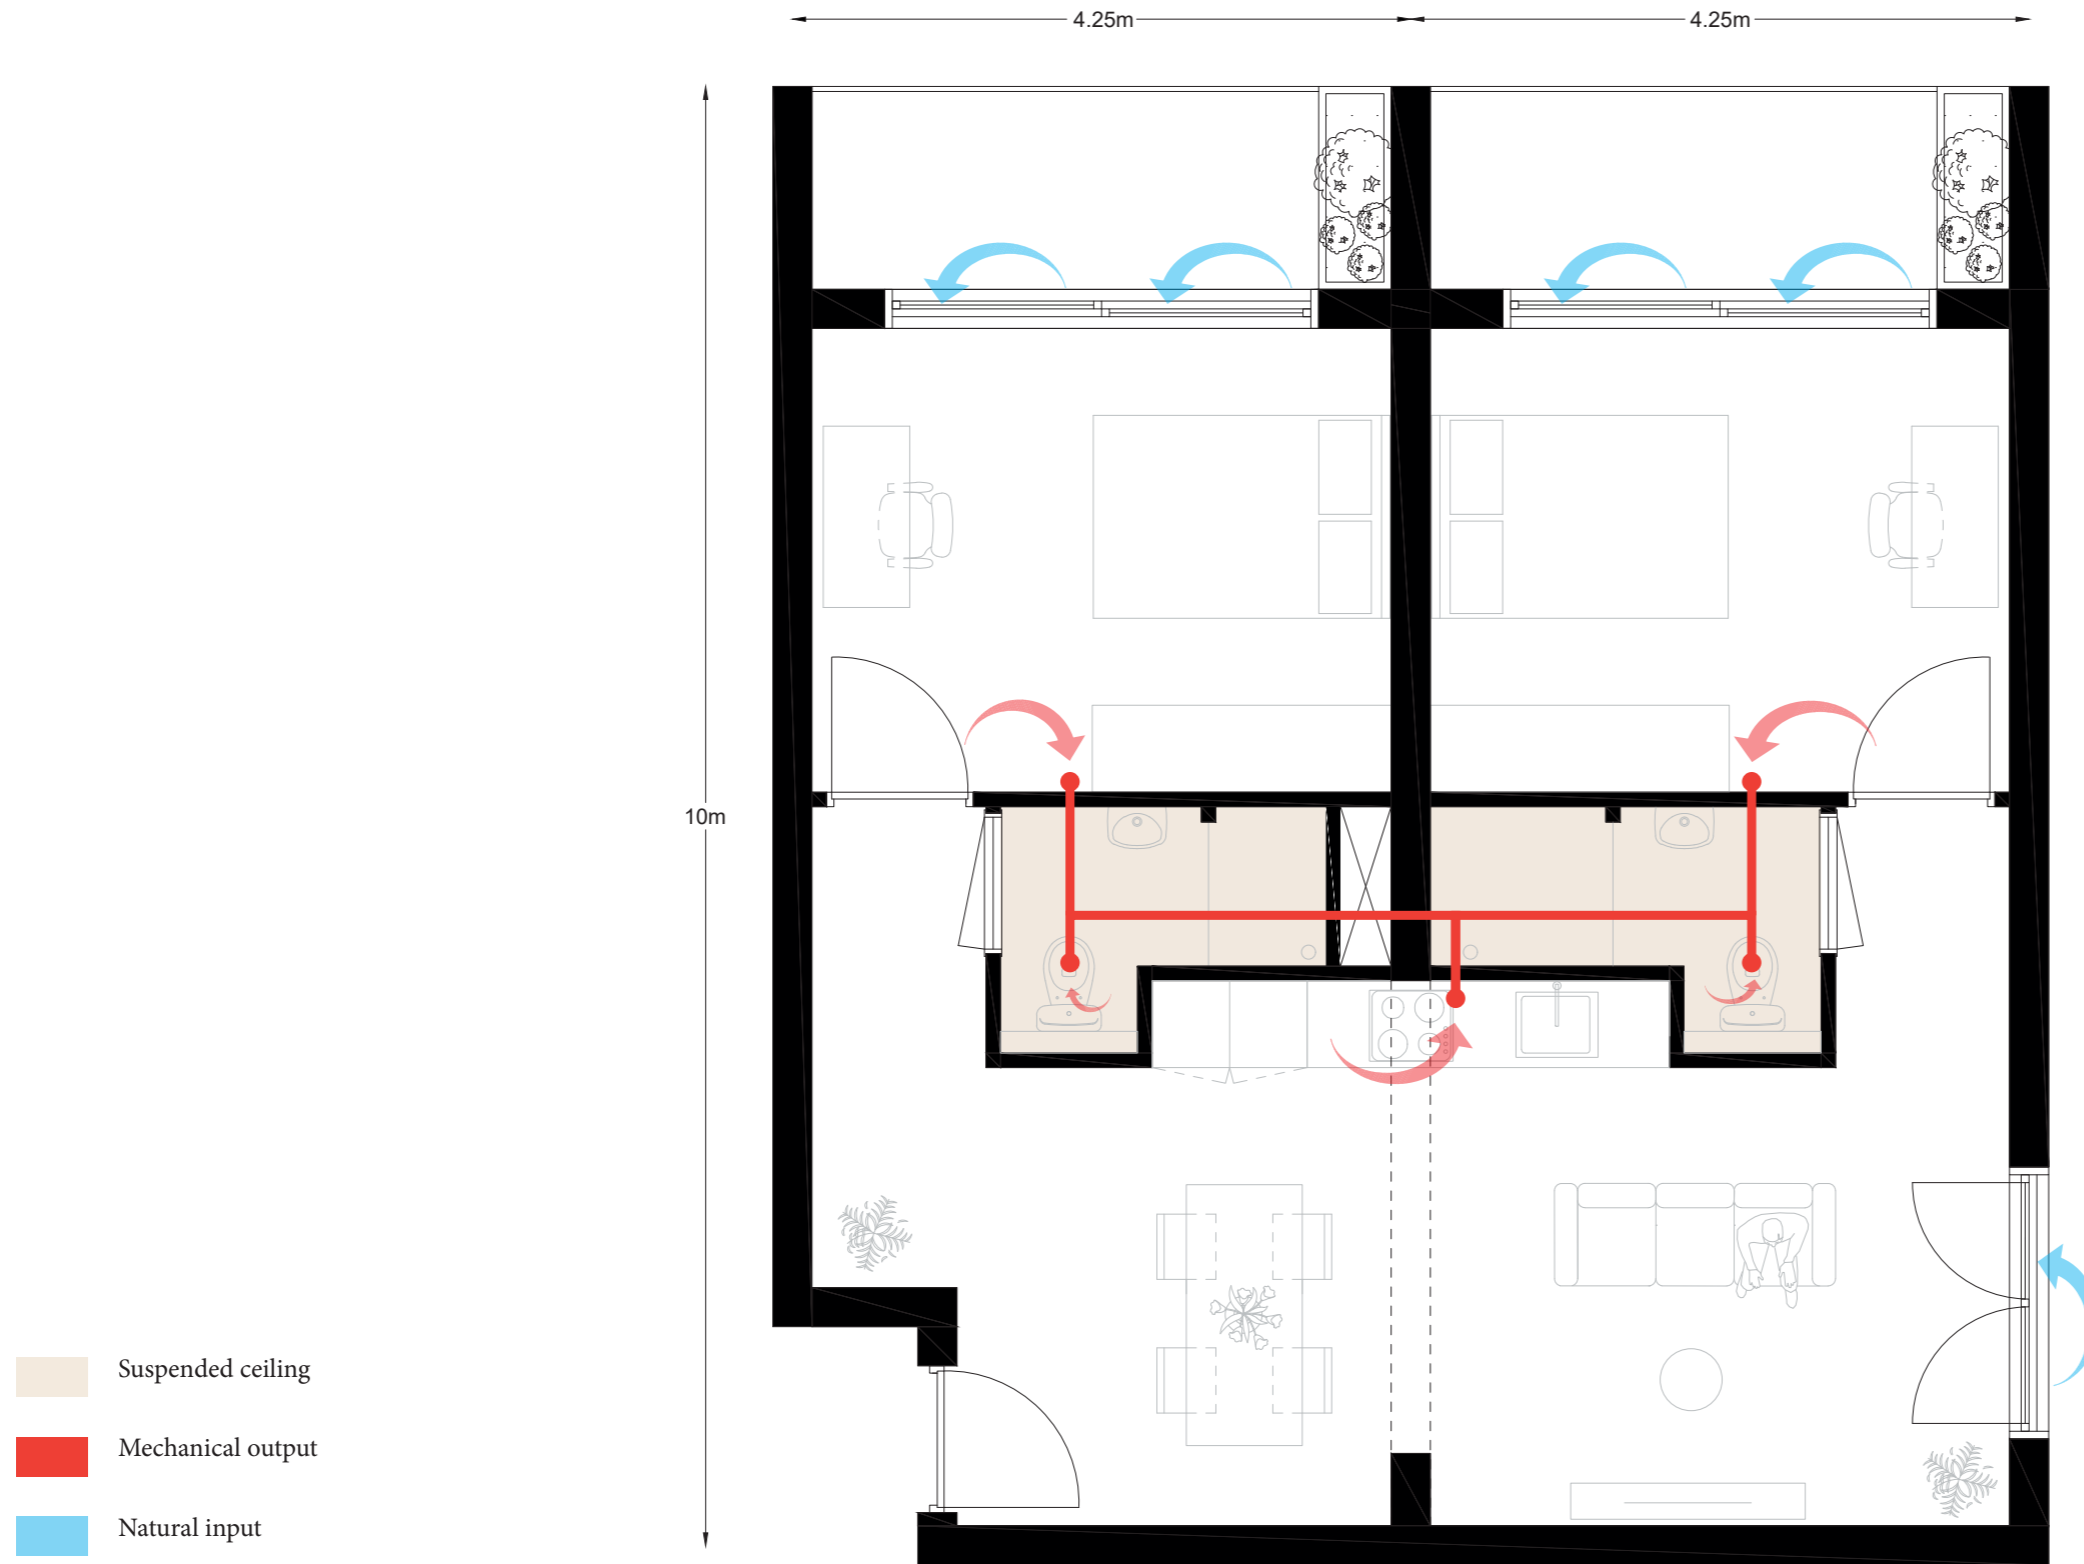 4.25m
4.25m
10m
Suspended ceiling
Mechanical output
Natural input